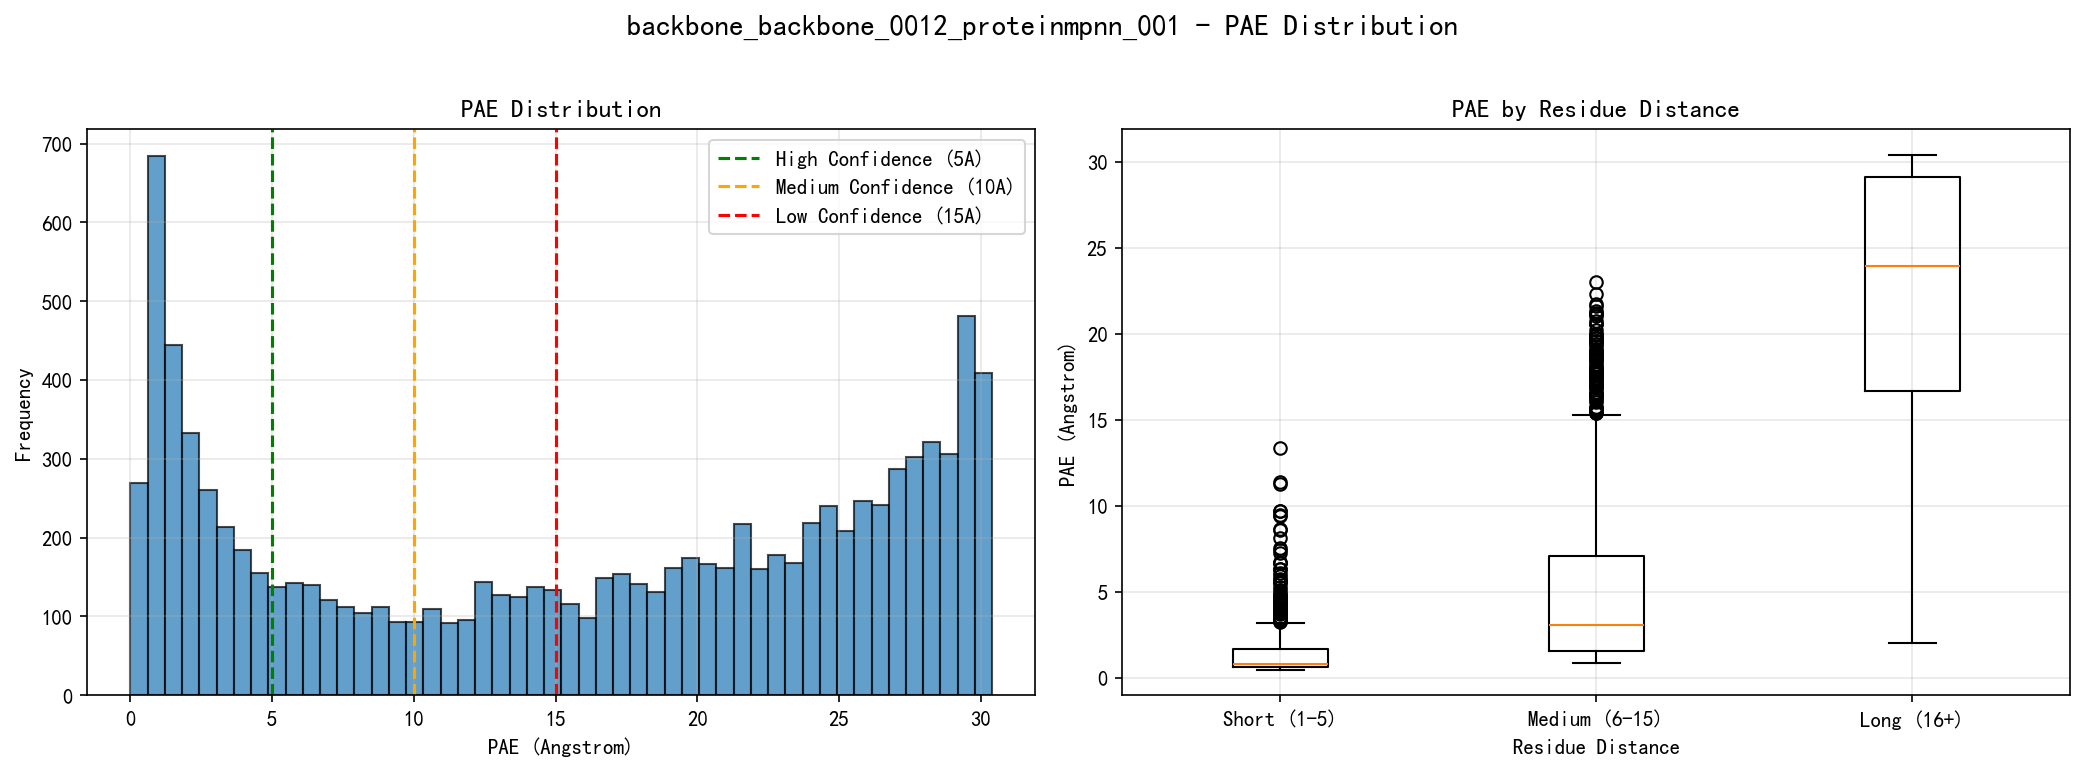 backbone_backbone_0012_proteinmpnn_001 - PAE Distribution
PAE Distribution
700
600
500
400
300
200
100
0
Frequency
High Confidence (5A)
Medium Confidence (10A)
Low Confidence (15A)
0 5 10 15 20 25 30
PAE (Angstrom)
PAE by Residue Distance
30
25
20
15
10
5
0
PAE (Angstrom)
Short (1-5) Medium (6-15) Long (16+)
Residue Distance